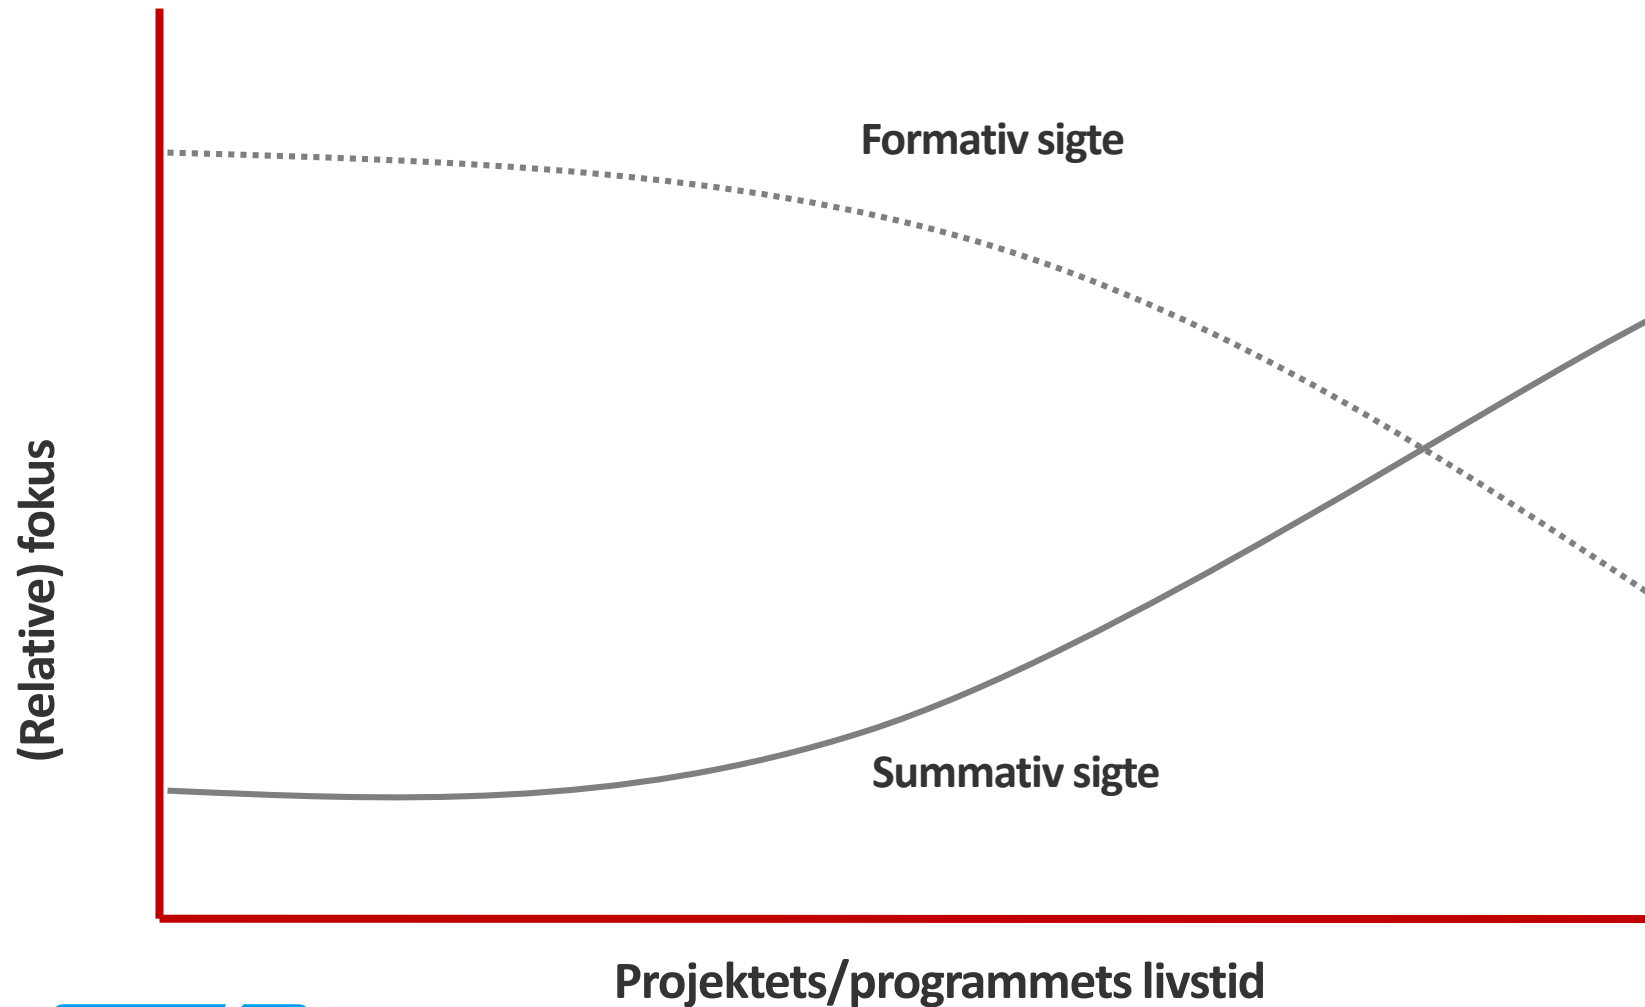 Formativ sigte
(Relative) fokus
Summativ sigte
Projektets/programmets livstid